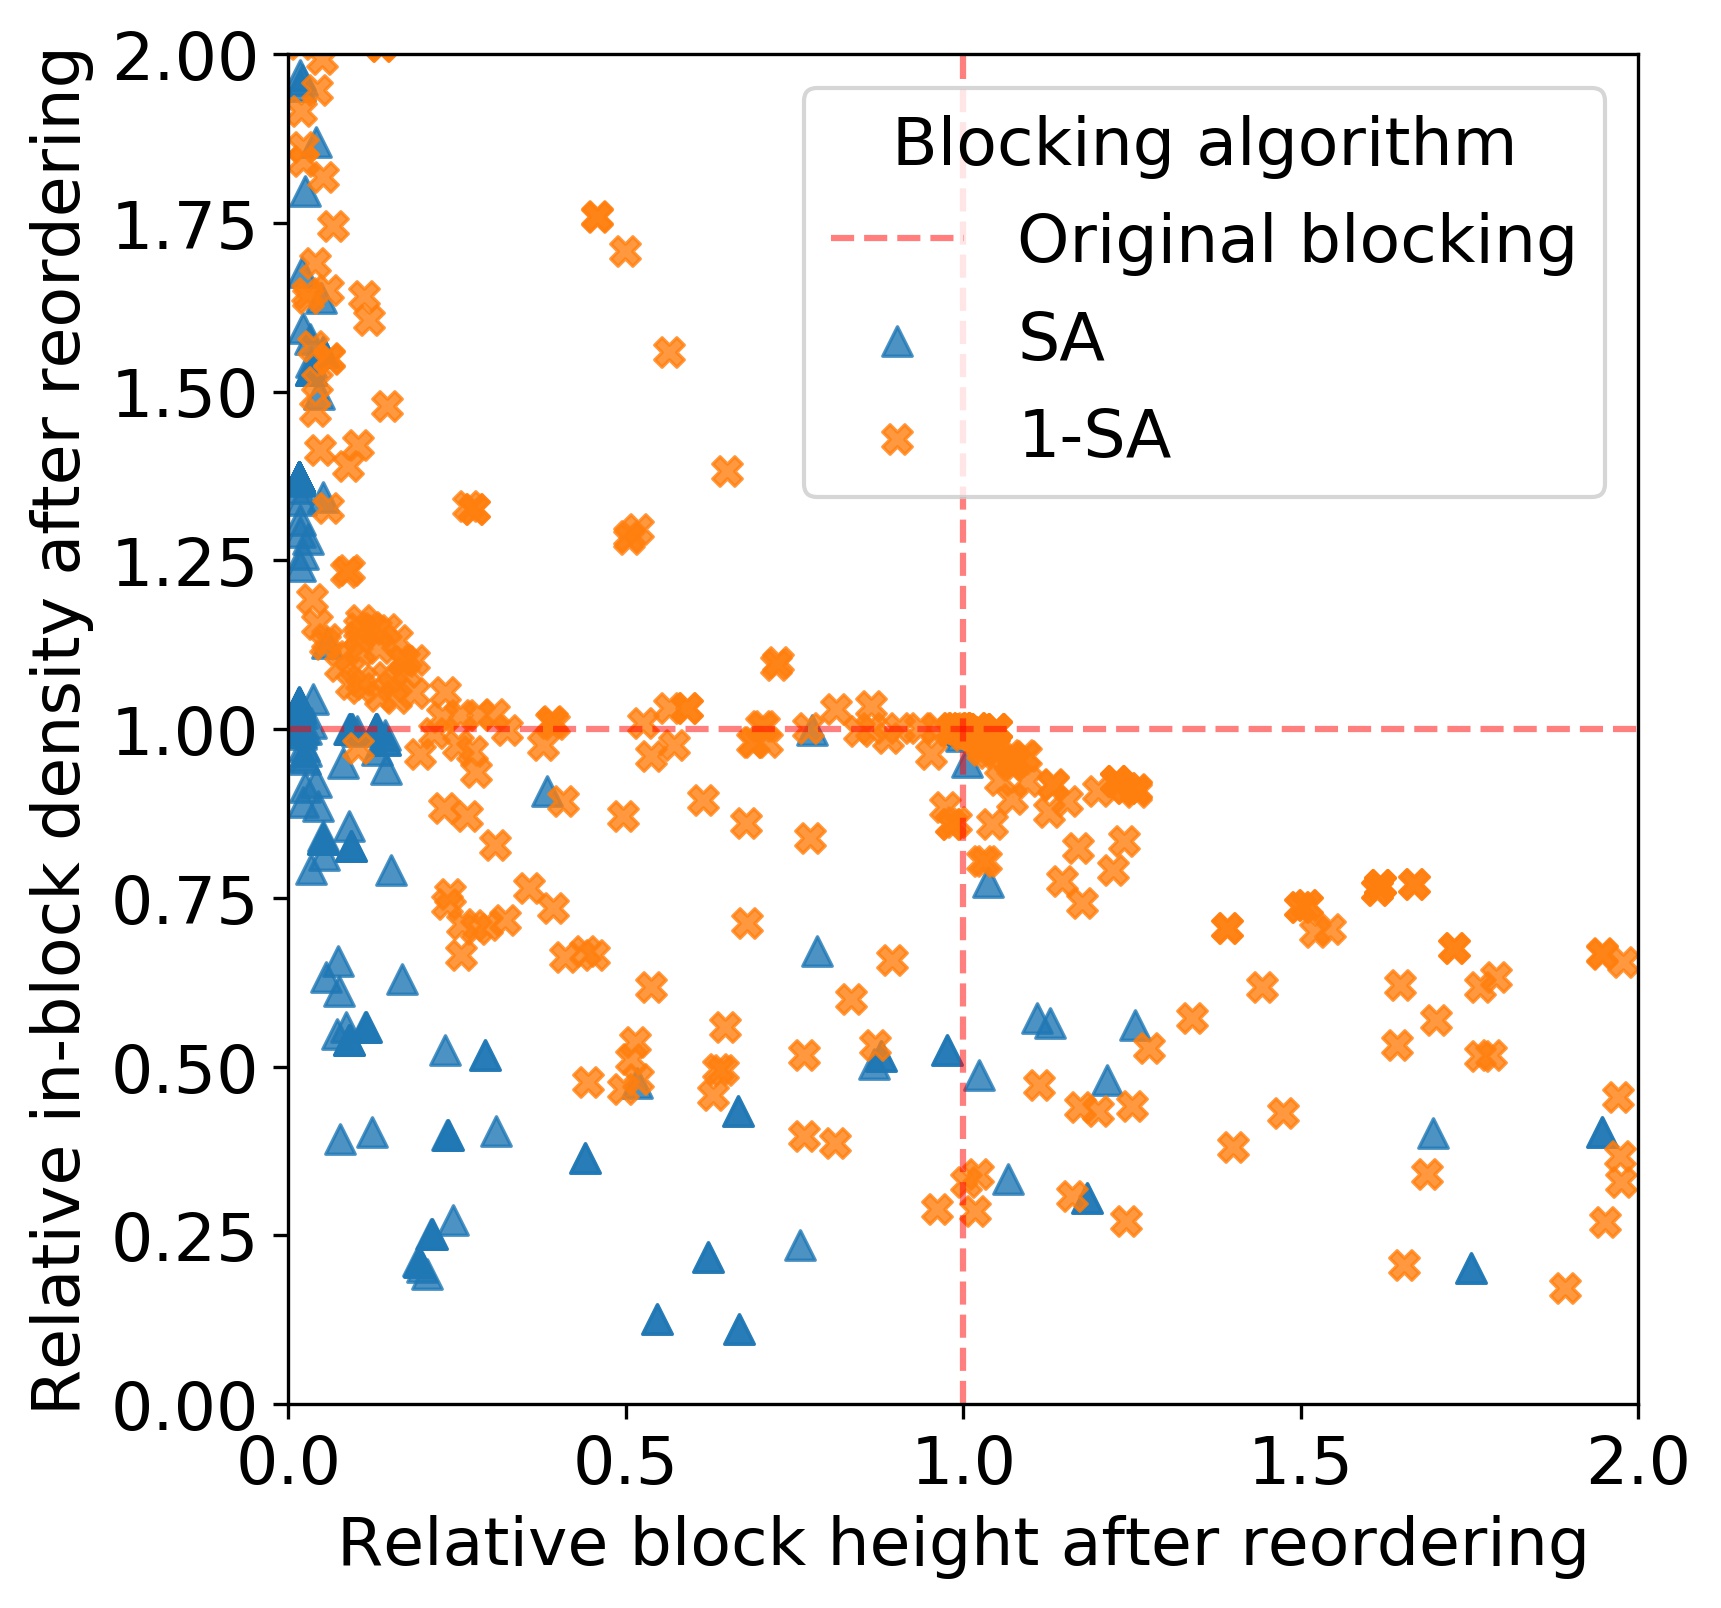 Relative in-block density after reordering
2.00
1.75
1.50
1.25
1.00
0.75
0.50
0.25
0.00
Blocking algorithm
Original blocking
SA
1-SA
0.0 0.5 1.0 1.5 2.0
Relative block height after reordering